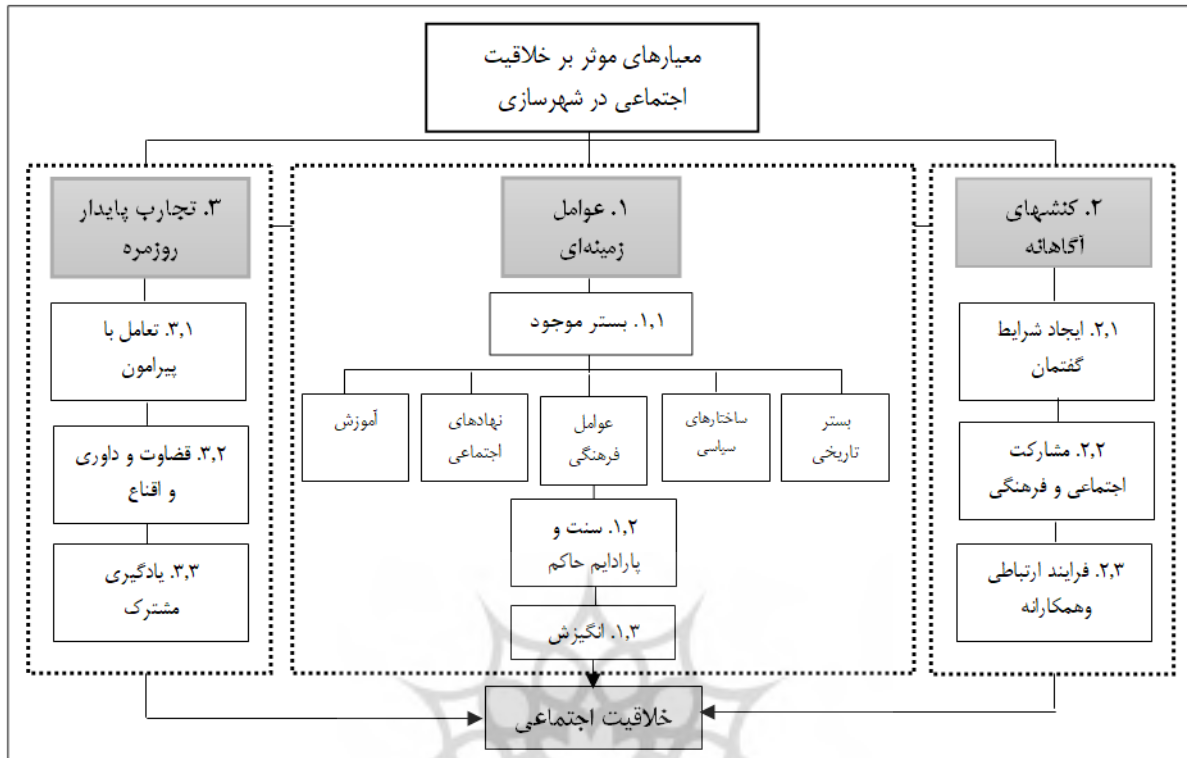 معیارهای موثر بر خلاقیت
اجتماعی در شهرسازی
۲. کنشهای
آگاهانه
۲,۱. ایجاد شرایط
گفتمان
۲,۲. مشارکت
اجتماعی و فرهنگی
۲,۳. فرایند ارتباطی
وهمکارانه
۱. عوامل
زمینه‌ای
۱,۱. بستر موجود
بستر
تاریخی
ساختارهای
سیاسی
عوامل
فرهنگی
نهادهای
اجتماعی
آموزش
۱,۲. سنت و
پارادایم حاکم
۱,۳. انگیزش
۳. تجارب پایدار
روزمره
۳,۱. تعامل با
پیرامون
۳,۲. قضاوت و داوری
و اقناع
۳,۳. یادگیری
مشترک
خلاقیت اجتماعی